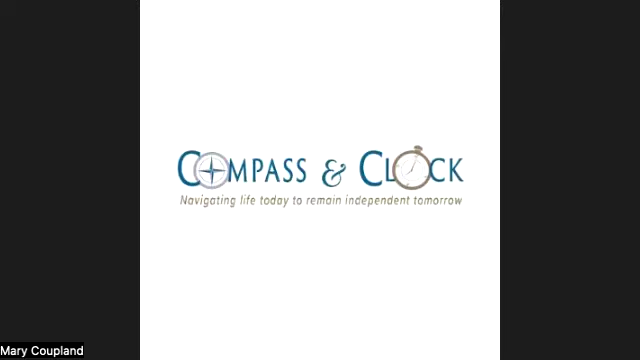 COMPASS & CLOCK
Navigating life today to remain independent tomorrow
Mary Coupland